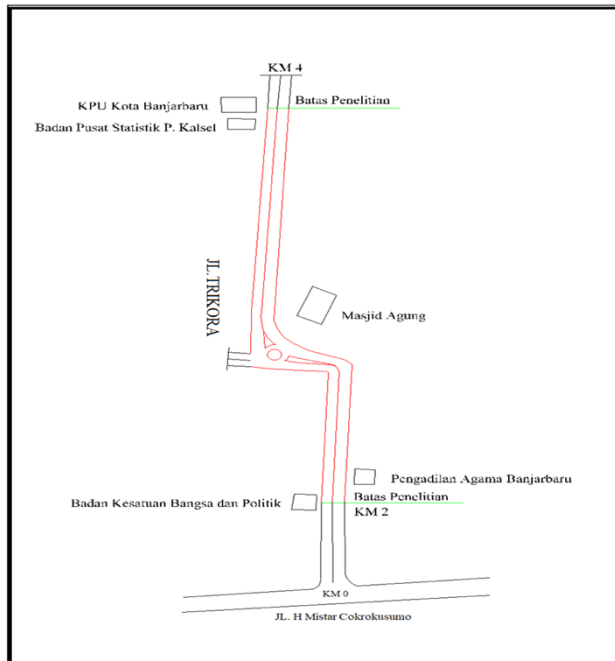 KM 4
Batas Penelitian
KPU Kota Banjarbaru
Badan Pusat Statistik P. Kalsel
JL. TRIKORA
Masjid Agung
Pengadilan Agama Banjarbaru
Batas Penelitian
Badan Kesatuan Bangsa dan Politik
KM 2
KM 0
JL. H Mistar Cokrokusumo